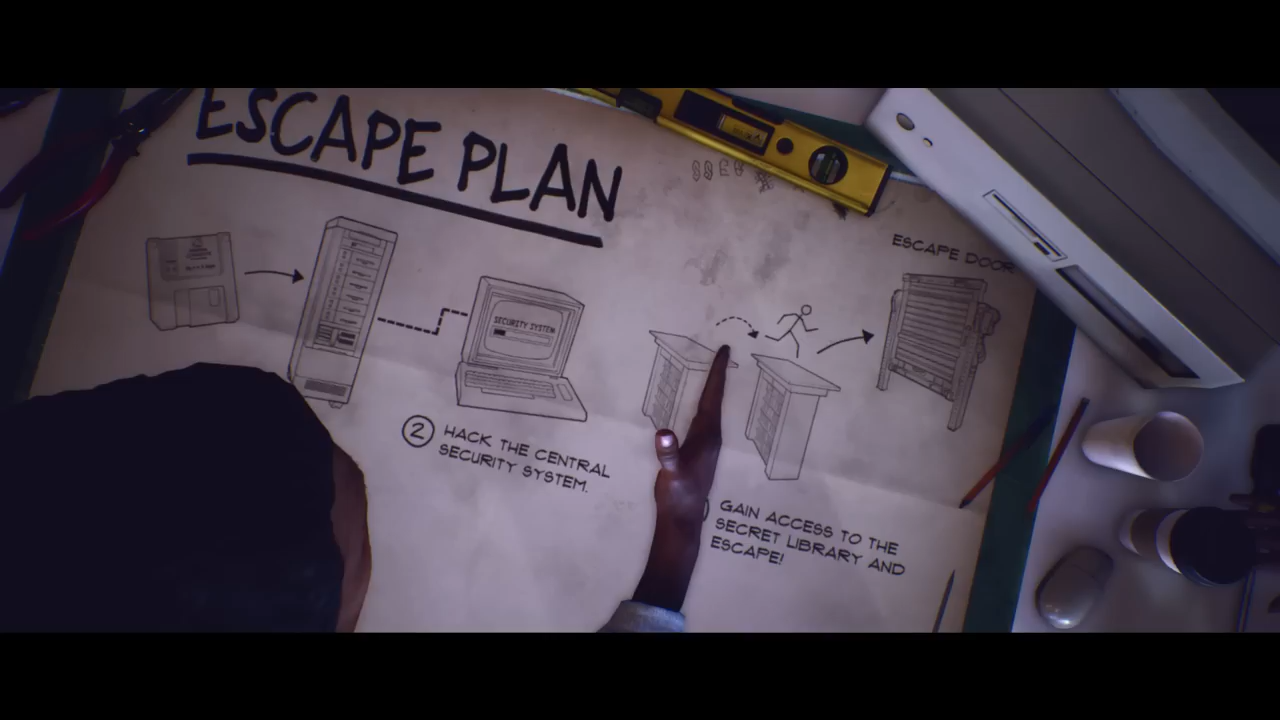 ESCAPE PLAN
ESCAPE DOOR
SECURITY SYSTEM
2
HACK THE CENTRAL
SECURITY SYSTEM.
GAIN ACCESS TO THE
SECRET LIBRARY AND
ESCAPE!